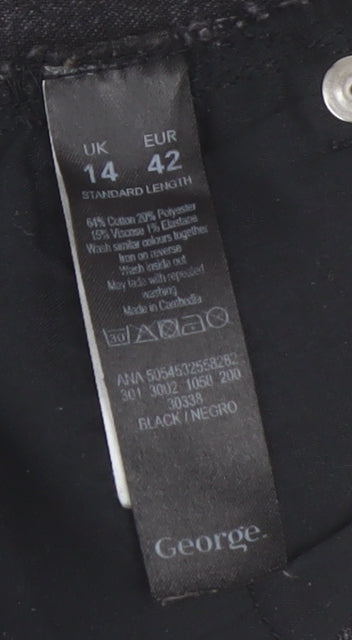 UK EUR
14 42
STANDARD LENGTH
64% Cotton 20% Polyester
15% Viscose 1% Elastane
Wash similar colours together
Iron on reverse
Wash inside out
May fade with repeated
washing
Made in Cambodia
30
ANA 5054532558282
301 3002 1050 200
30338
BLACK / NEGRO
George.